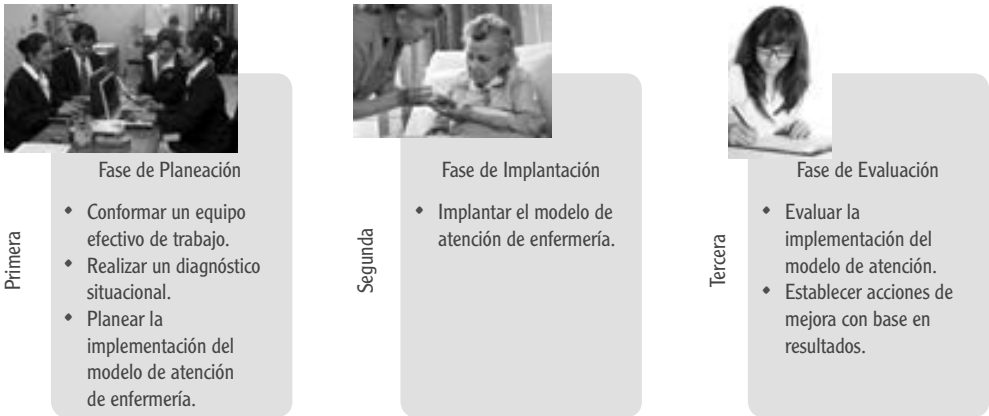 Primera
Fase de Planeación
• Conformar un equipo
efectivo de trabajo.
• Realizar un diagnóstico
situacional.
• Planear la
implementación del
modelo de atención
de enfermería.
Segunda
Fase de Implantación
• Implantar el modelo de
atención de enfermería.
Tercera
Fase de Evaluación
• Evaluar la
implementación del
modelo de atención.
• Establecer acciones de
mejora con base en
resultados.